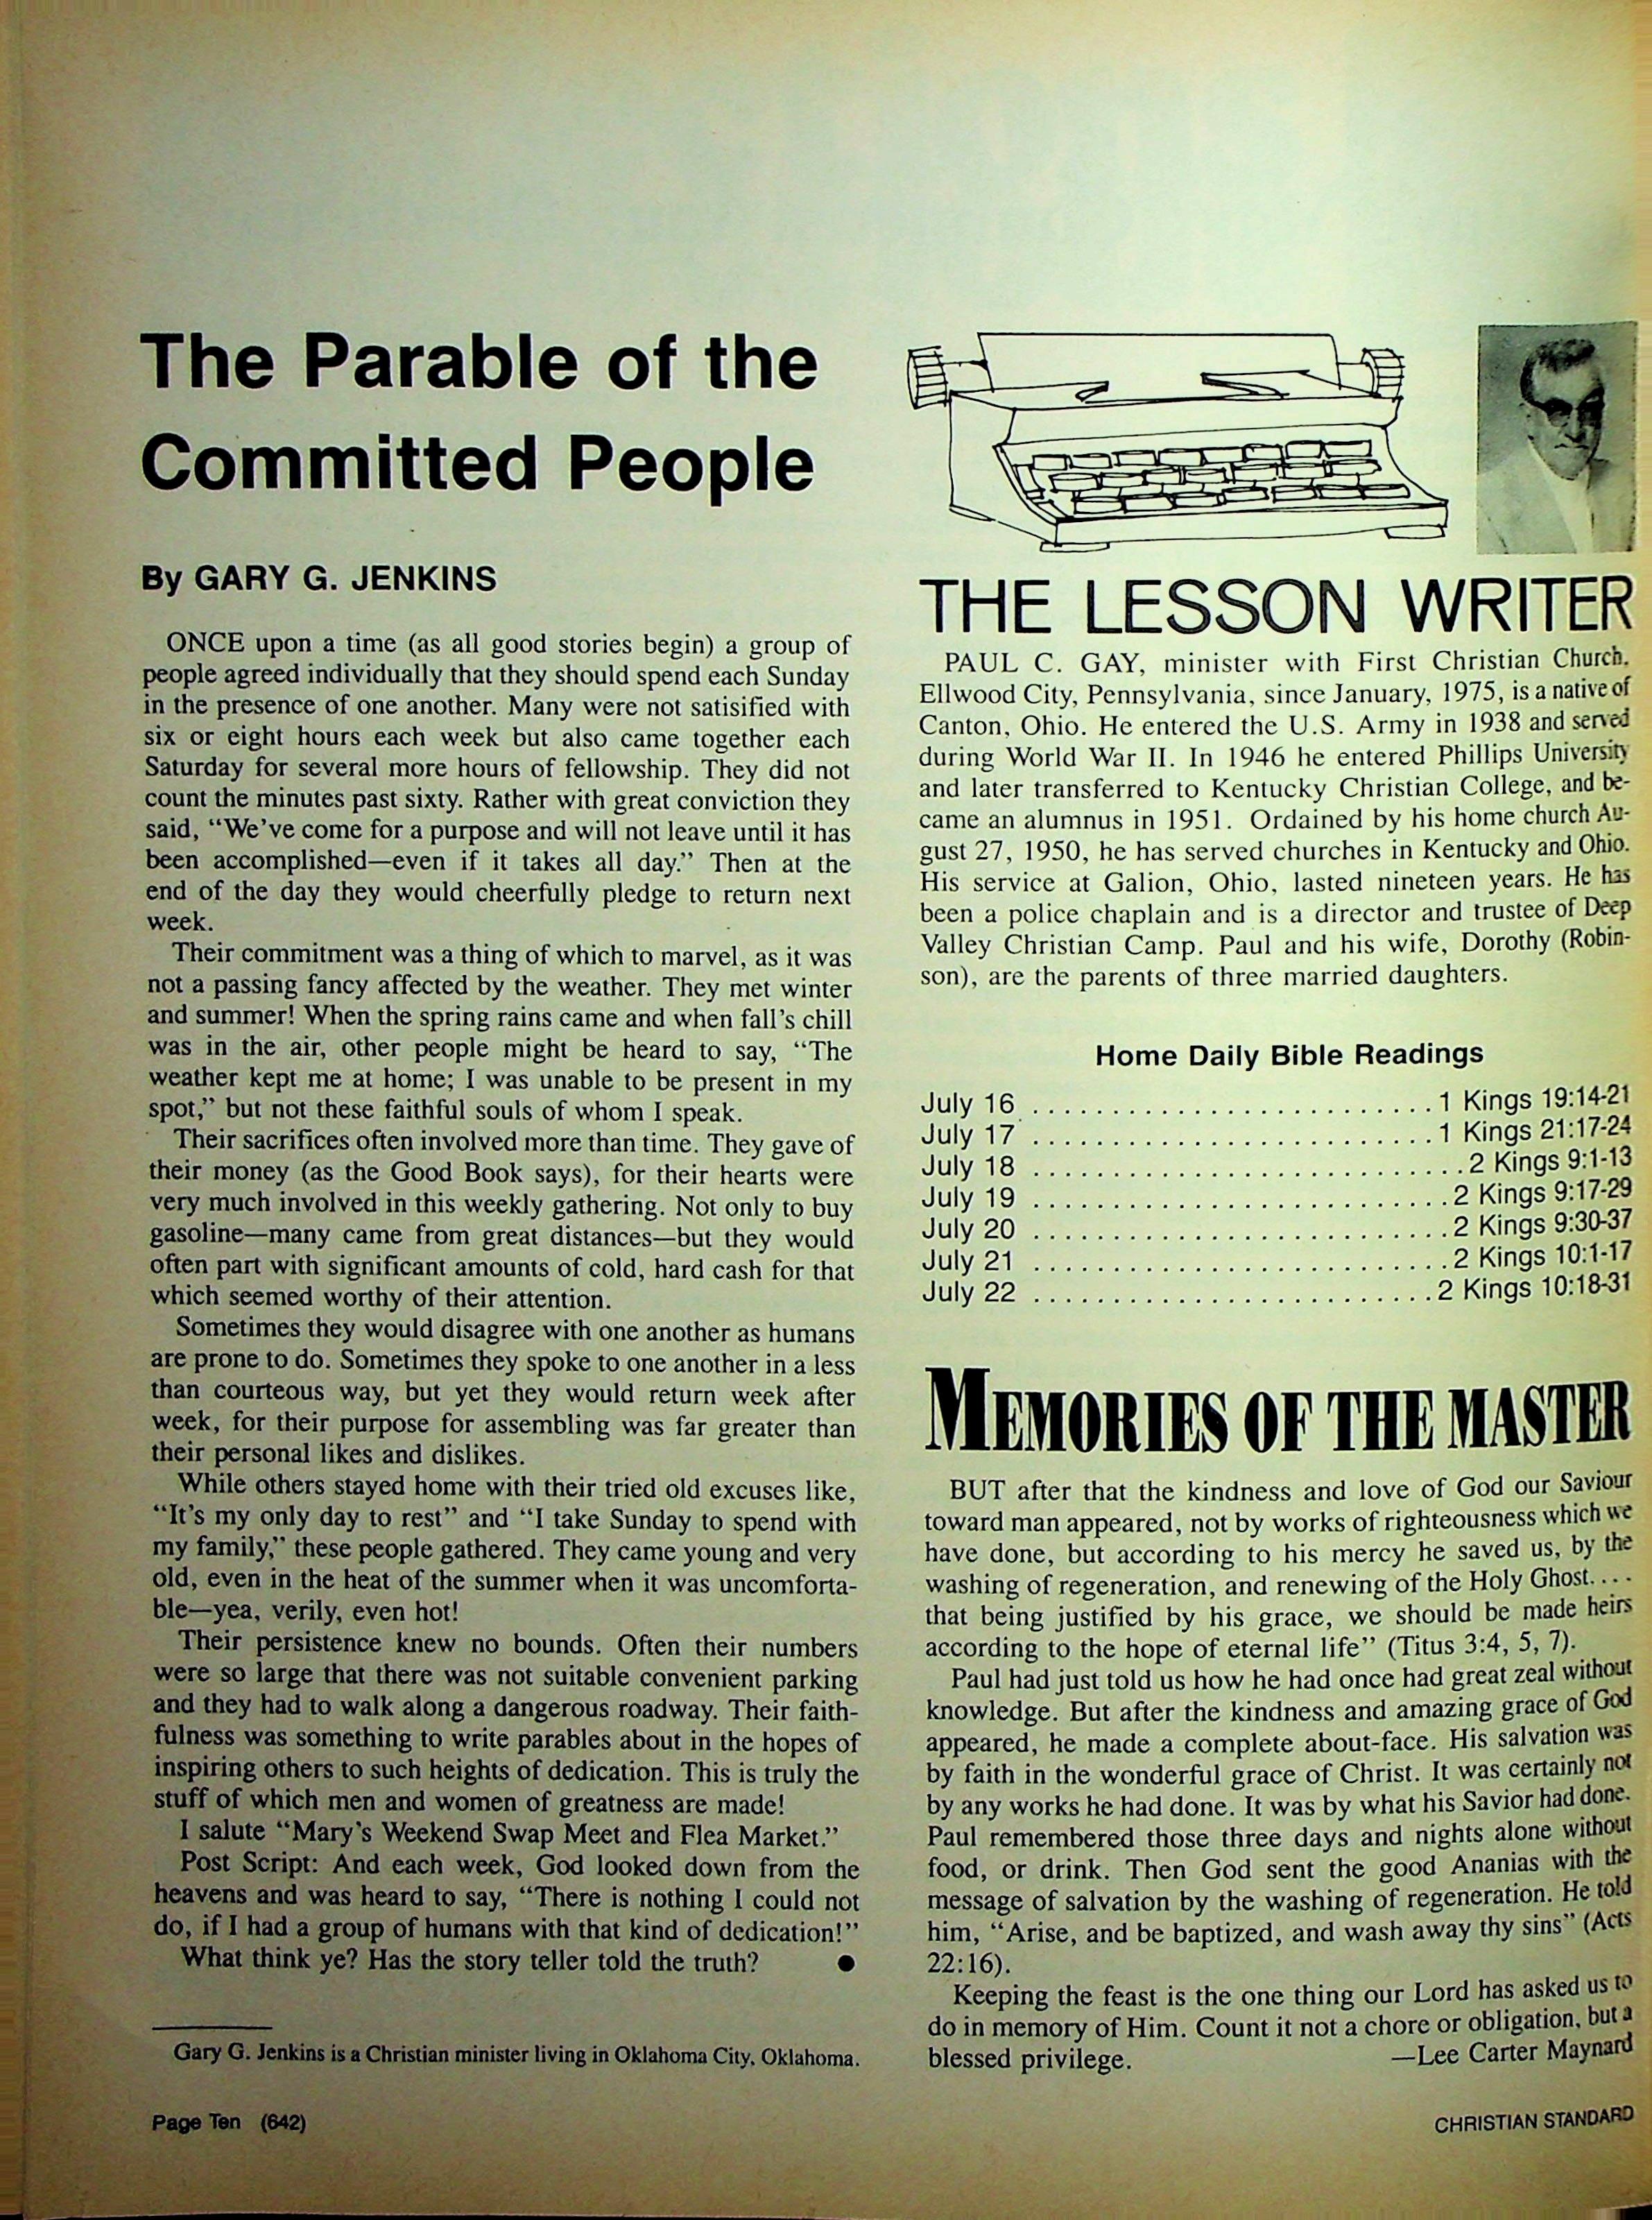 The Parable of the
Committed People
By GARY G. JENKINS
ONCE upon a time (as all good stories begin) a group of
people agreed individually that they should spend each Sunday
in the presence of one another. Many were not satisified with
six or eight hours each week but also came together each
Saturday for several more hours of fellowship. They did not
count the minutes past sixty. Rather with great conviction they
said, “We’ve come for a purpose and will not leave until it has
been accomplished—even if it takes all day.” Then at the
end of the day they would cheerfully pledge to return next
week.
Their commitment was a thing of which to marvel, as it was
not a passing fancy affected by the weather. They met winter
and summer! When the spring rains came and when fall’s chill
was in the air, other people might be heard to say, “The
weather kept me at home; I was unable to be present in my
spot,” but not these faithful souls of whom I speak.
Their sacrifices often involved more than time. They gave of
their money (as the Good Book says), for their hearts were
very much involved in this weekly gathering. Not only to buy
gasoline—many came from great distances—but they would
often part with significant amounts of cold, hard cash for that
which seemed worthy of their attention.
Sometimes they would disagree with one another as humans
are prone to do. Sometimes they spoke to one another in a less
than courteous way, but yet they would return week after
week, for their purpose for assembling was far greater than
their personal likes and dislikes.
While others stayed home with their tried old excuses like,
“It’s my only day to rest” and “I take Sunday to spend with
my family,” these people gathered. They came young and very
old, even in the heat of the summer when it was uncomforta-
ble—yea, verily, even hot!
Their persistence knew no bounds. Often their numbers
were so large that there was not suitable convenient parking
and they had to walk along a dangerous roadway. Their faith-
fulness was something to write parables about in the hopes of
inspiring others to such heights of dedication. This is truly the
stuff of which men and women of greatness are made!
I salute “Mary’s Weekend Swap Meet and Flea Market.”
Post Script: And each week, God looked down from the
heavens and was heard to say, “There is nothing I could not
do, if I had a group of humans with that kind of dedication!”
What think ye? Has the story teller told the truth? ●
Gary G. Jenkins is a Christian minister living in Oklahoma City, Oklahoma.
THE LESSON WRITER
PAUL C. GAY, minister with First Christian Church,
Ellwood City, Pennsylvania, since January, 1975, is a native of
Canton, Ohio. He entered the U.S. Army in 1938 and served
during World War II. In 1946 he entered Phillips University
and later transferred to Kentucky Christian College, and be-
came an alumnus in 1951. Ordained by his home church Au-
gust 27, 1950, he has served churches in Kentucky and Ohio.
His service at Galion, Ohio, lasted nineteen years. He has
been a police chaplain and is a director and trustee of Deep
Valley Christian Camp. Paul and his wife, Dorothy (Robin-
son), are the parents of three married daughters.
Home Daily Bible Readings
July 16 ......................... 1 Kings 19:14-21
July 17 ......................... 1 Kings 21:17-24
July 18 ........................... 2 Kings 9:1-13
July 19 .......................... 2 Kings 9:17-29
July 20 .......................... 2 Kings 9:30-37
July 21 .......................... 2 Kings 10:1-17
July 22 ......................... 2 Kings 10:18-31
MEMORIES OF THE MASTER
BUT after that the kindness and love of God our Saviour
toward man appeared, not by works of righteousness which we
have done, but according to his mercy he saved us, by the
washing of regeneration, and renewing of the Holy Ghost. . . .
that being justified by his grace, we should be made heirs
according to the hope of eternal life” (Titus 3:4, 5, 7).
Paul had just told us how he had once had great zeal without
knowledge. But after the kindness and amazing grace of God
appeared, he made a complete about-face. His salvation was
by faith in the wonderful grace of Christ. It was certainly not
by any works he had done. It was by what his Savior had done.
Paul remembered those three days and nights alone without
food, or drink. Then God sent the good Ananias with the
message of salvation by the washing of regeneration. He told
him, “Arise, and be baptized, and wash away thy sins” (Acts
22:16).
Keeping the feast is the one thing our Lord has asked us to
do in memory of Him. Count it not a chore or obligation, but a
blessed privilege. —Lee Carter Maynard
Page Ten (642)
CHRISTIAN STANDARD